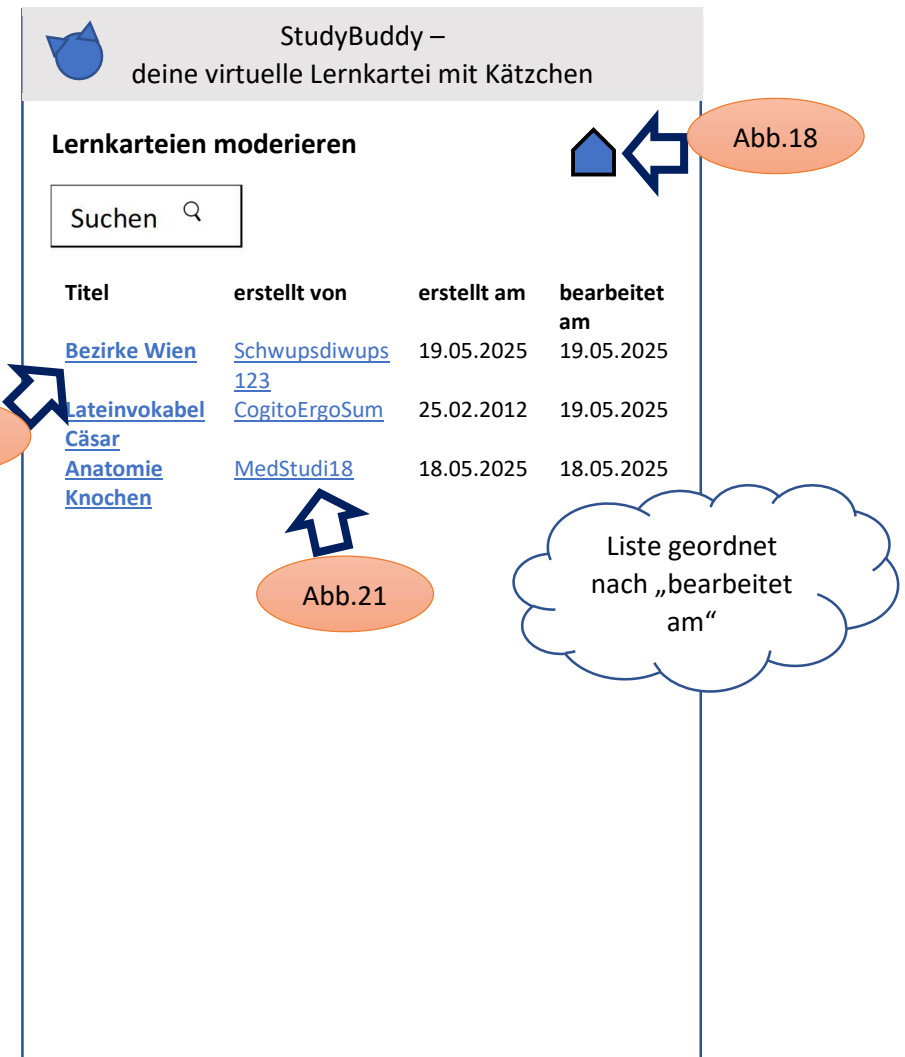 StudyBuddy –
deine virtuelle Lernkartei mit Kätzchen
Lernkarteien moderieren
Abb.18
Suchen
Titel erstellt von erstellt am bearbeitet
am
Bezirke Wien Schwupsdiwups 19.05.2025 19.05.2025
123
Lateinvokabel CogitoErgoSum 25.02.2012 19.05.2025
Cäsar
Anatomie MedStudi18 18.05.2025 18.05.2025
Knochen
Liste geordnet
nach „bearbeitet
am“
Abb.21